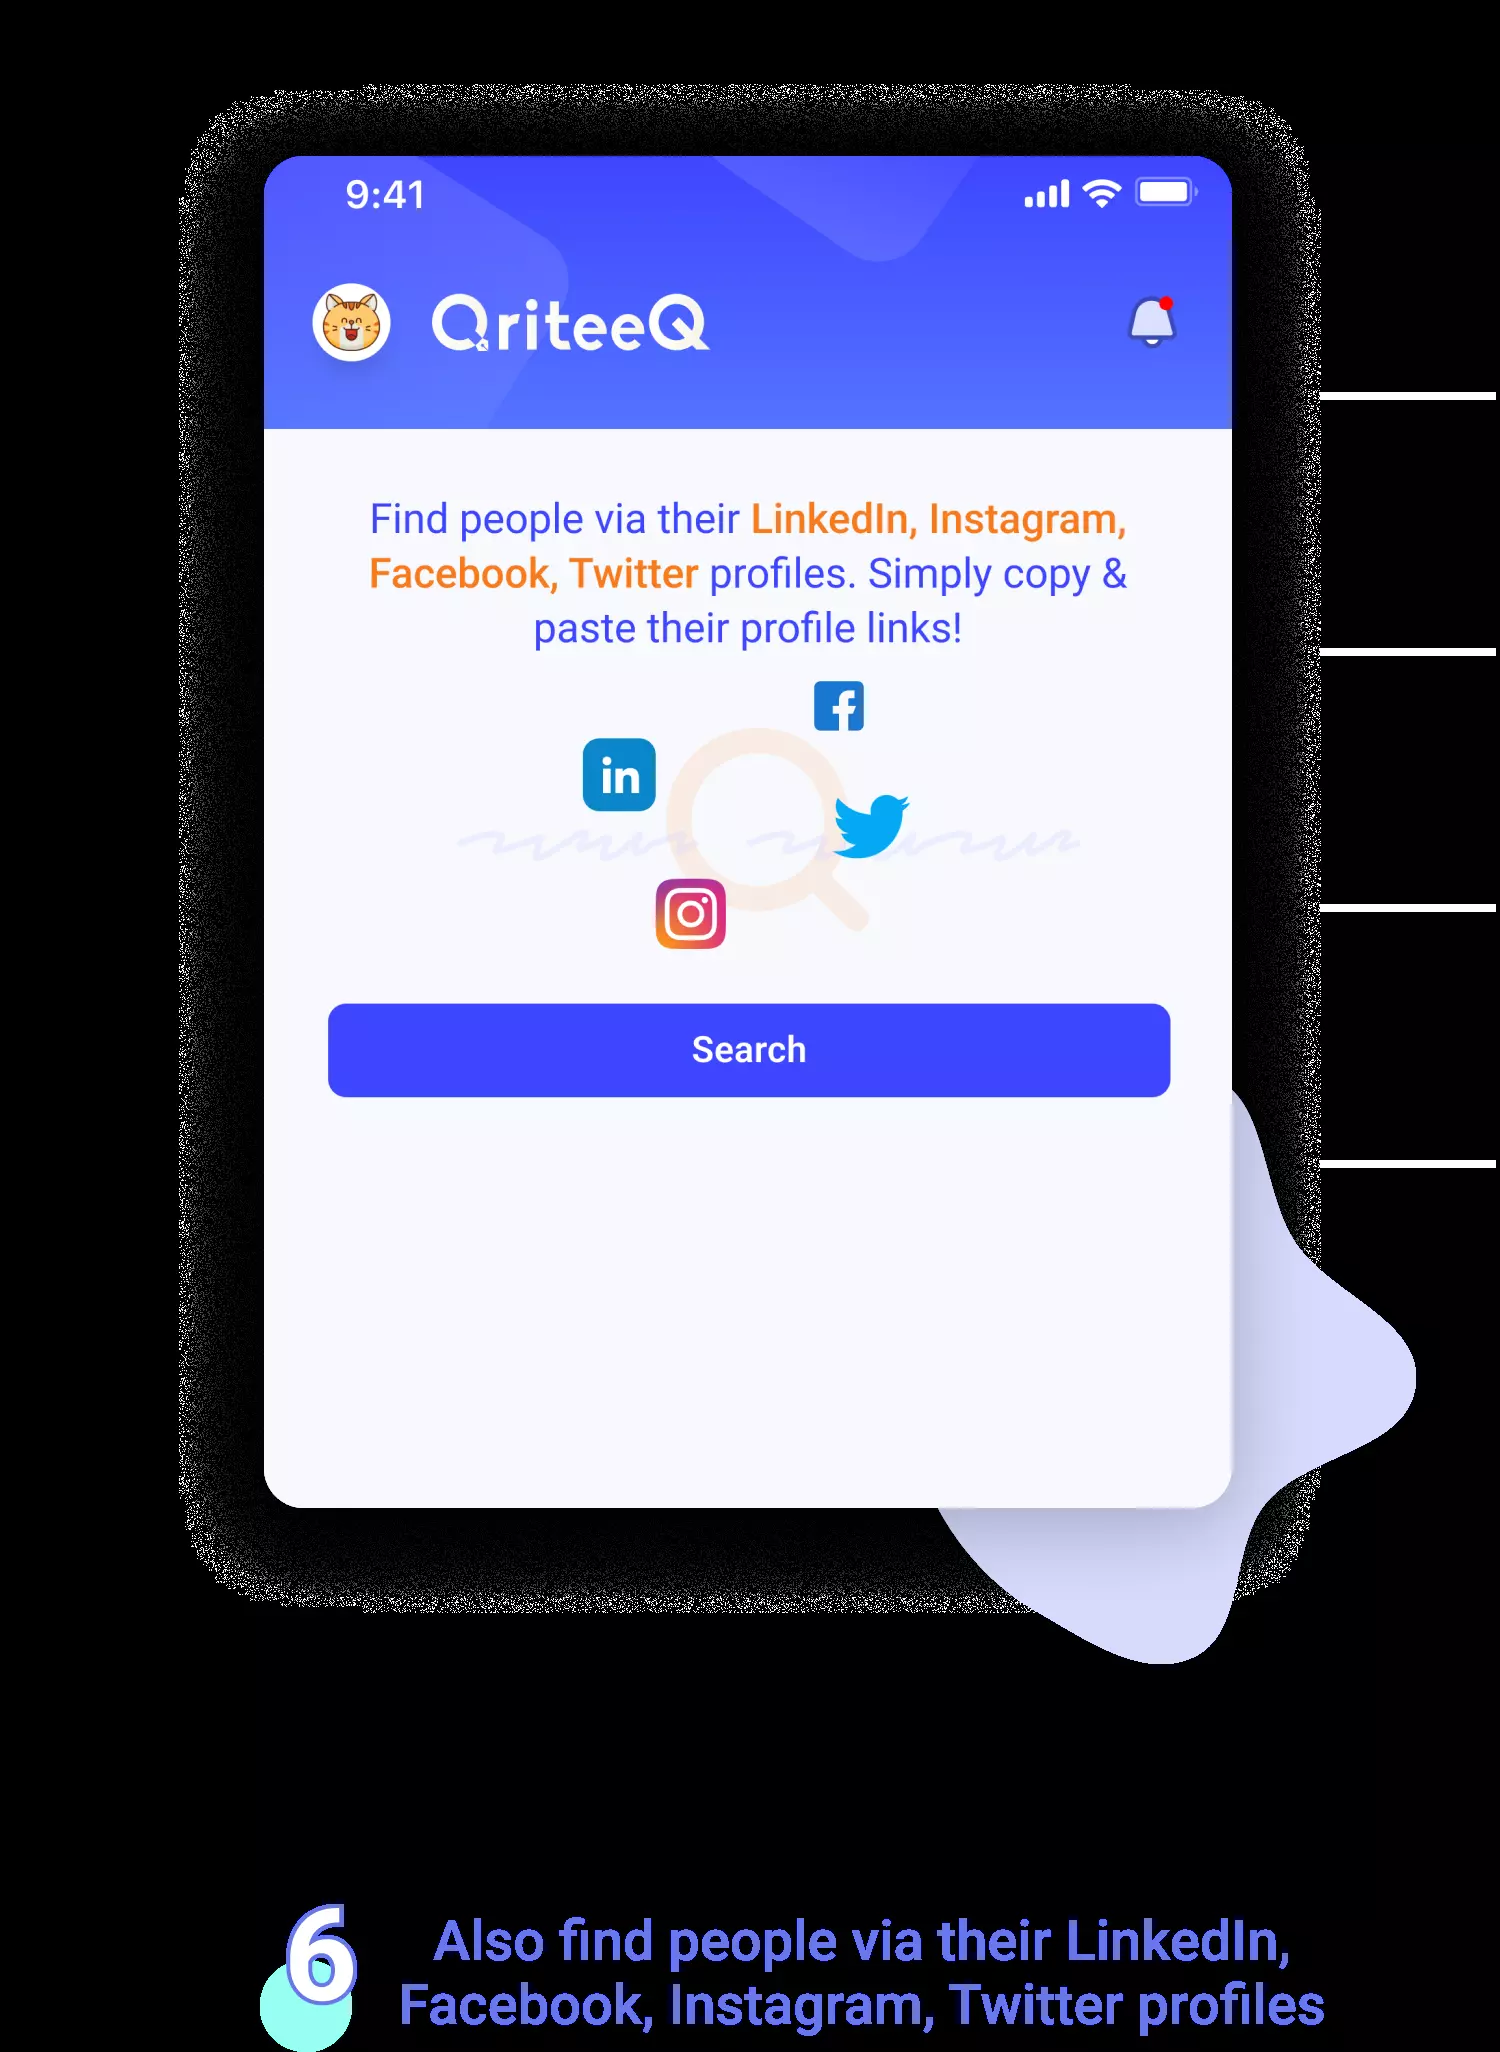 9:41
QriteeQ
Find people via their LinkedIn, Instagram,
Facebook, Twitter profiles. Simply copy &
paste their profile links!
f
in
Search
6
Also find people via their LinkedIn,
Facebook, Instagram, Twitter profiles